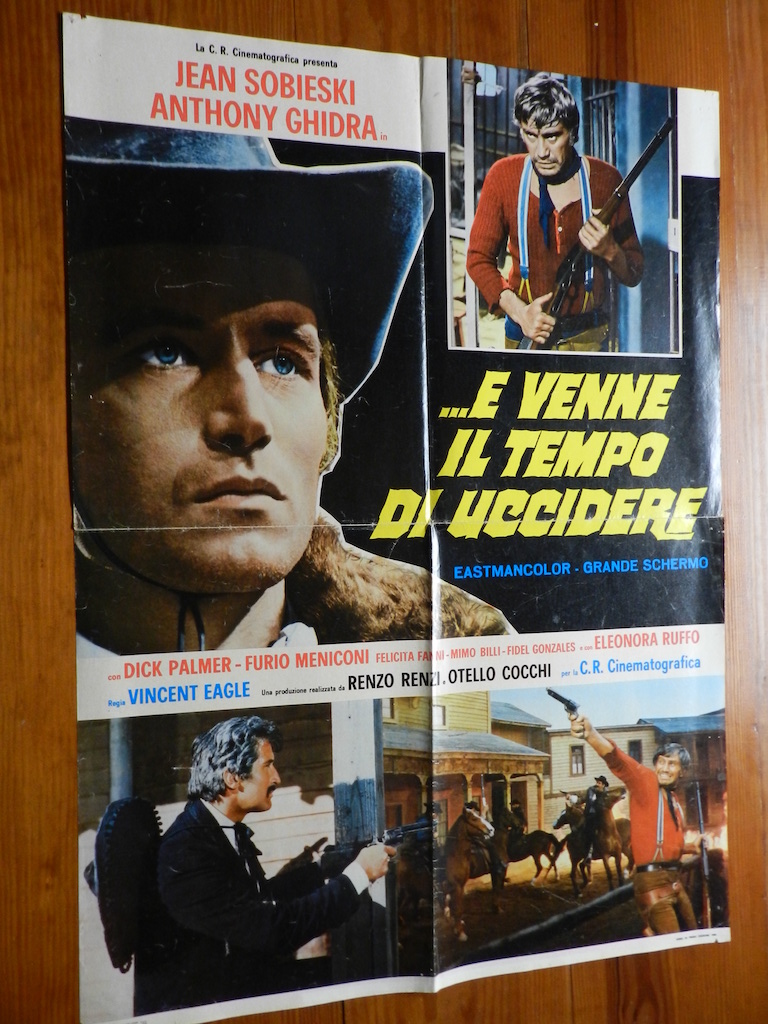 La C. R. Cinematografica presenta
JEAN SOBIESKI
ANTHONY GHIDRA in
...E VENNE
IL TEMPO
DI UCCIDERE
EASTMANCOLOR - GRANDE SCHERMO
con DICK PALMER - FURIO MENICONI FELICITA FANNI - MIMO BILLI - FIDEL GONZALES e con ELEONORA RUFFO
Regia VINCENT EAGLE Una produzione realizzata da RENZO RENZI. OTELLO COCCHI per la C. R. Cinematografica